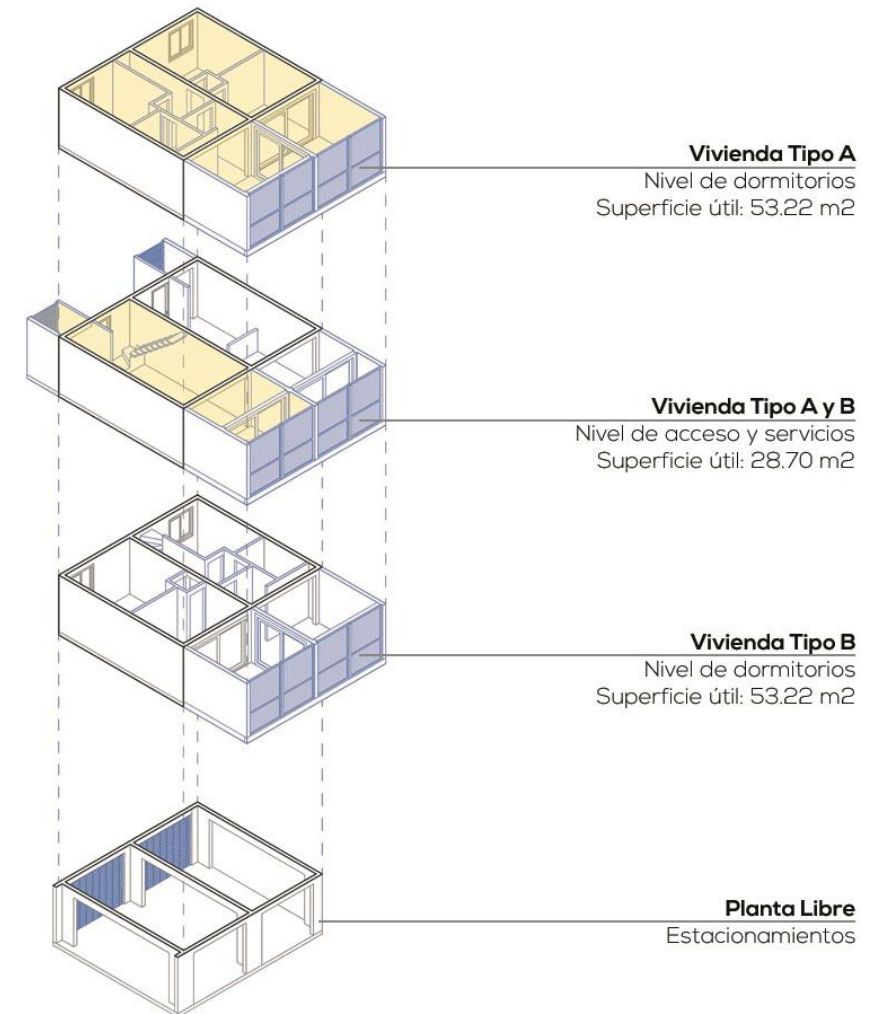 Vivienda Tipo A
Nivel de dormitorios
Superficie útil: 53.22 m2
Vivienda Tipo A y B
Nivel de acceso y servicios
Superficie útil: 28.70 m2
Vivienda Tipo B
Nivel de dormitorios
Superficie útil: 53.22 m2
Planta Libre
Estacionamientos